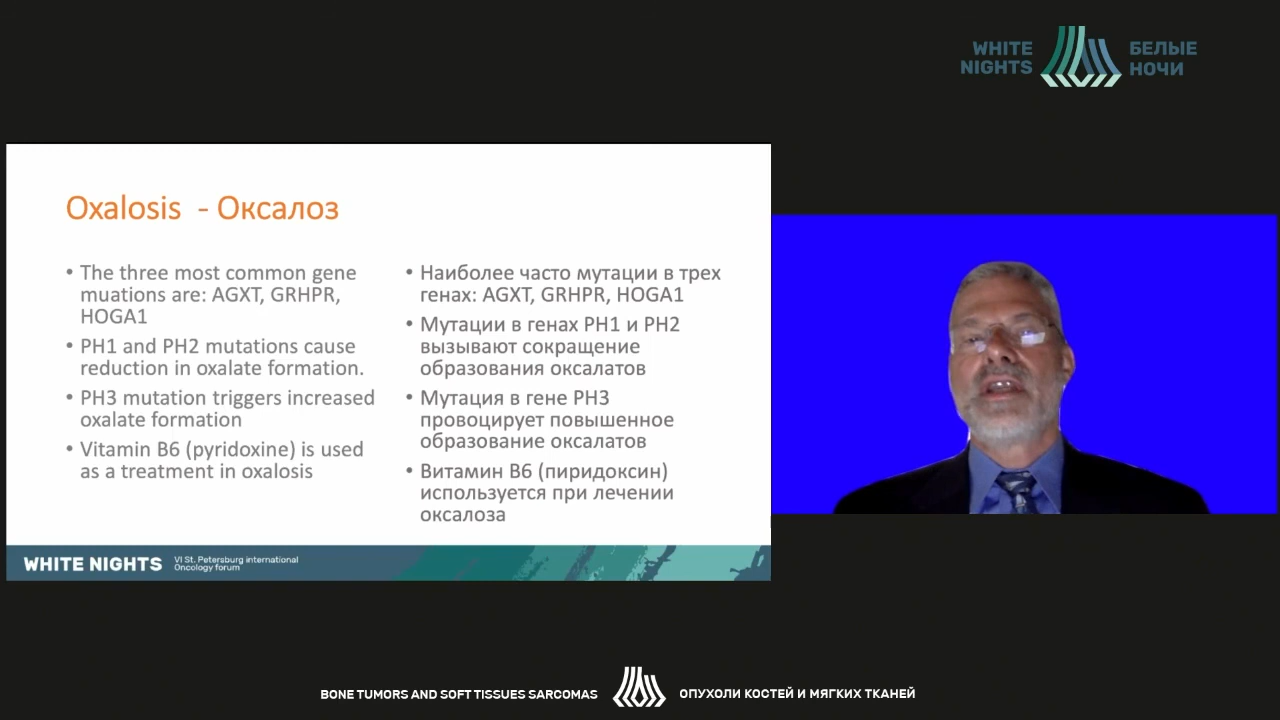 WHITE
NIGHTS
БЕЛЫЕ
НОЧИ
Oxalosis - Оксалоз
• The three most common gene
muations are: AGXT, GRHPR,
HOGA1
• PH1 and PH2 mutations cause
reduction in oxalate formation.
• PH3 mutation triggers increased
oxalate formation
• Vitamin B6 (pyridoxine) is used
as a treatment in oxalosis
• Наиболее часто мутации в трех
генах: AGXT, GRHPR, HOGA1
• Мутации в генах PH1 и PH2
вызывают сокращение
образования оксалатов
• Мутация в гене PH3
провоцирует повышенное
образование оксалатов
• Витамин B6 (пиридоксин)
используется при лечении
оксалоза
WHITE NIGHTS
VI St. Petersburg international
Oncology forum
BONE TUMORS AND SOFT TISSUES SARCOMAS
ОПУХОЛИ КОСТЕЙ И МЯГКИХ ТКАНЕЙ